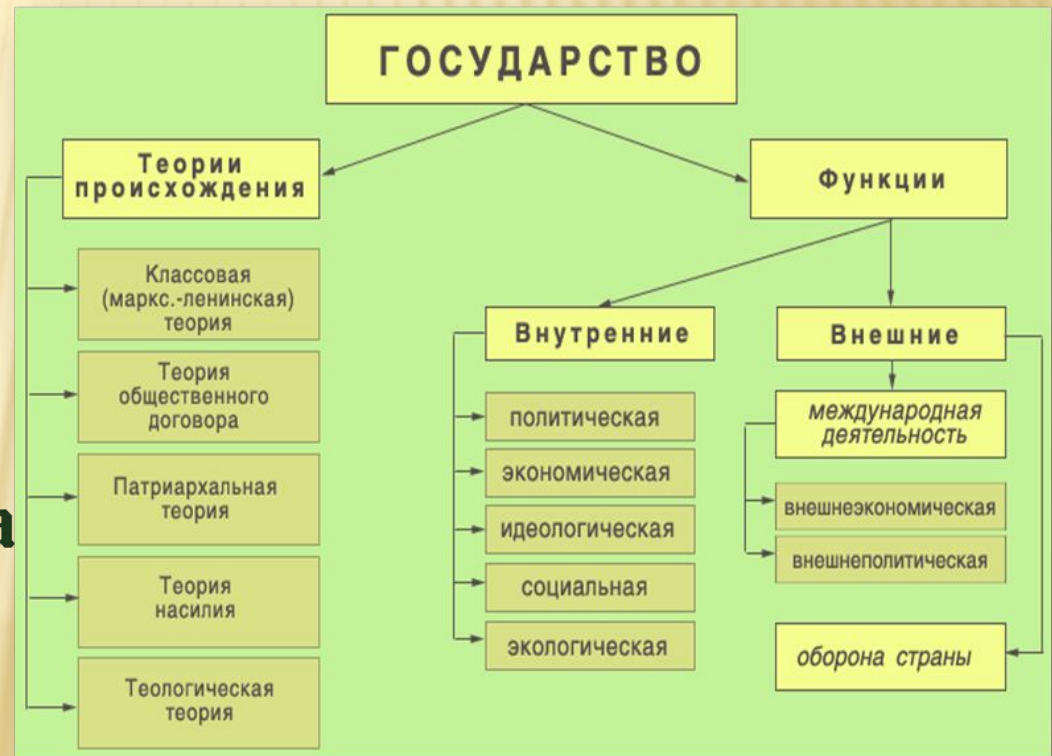 ГОСУДАРСТВО
Теории
происхождения
Классовая
(маркс.-ленинская)
теория
Теория
общественного
договора
Патриархальная
теория
Теория
насилия
Теологическая
теория
Функции
Внутренние
политическая
экономическая
идеологическая
социальная
экологическая
Внешние
международная
деятельность
внешнеэкономическая
внешнеполитическая
оборона страны